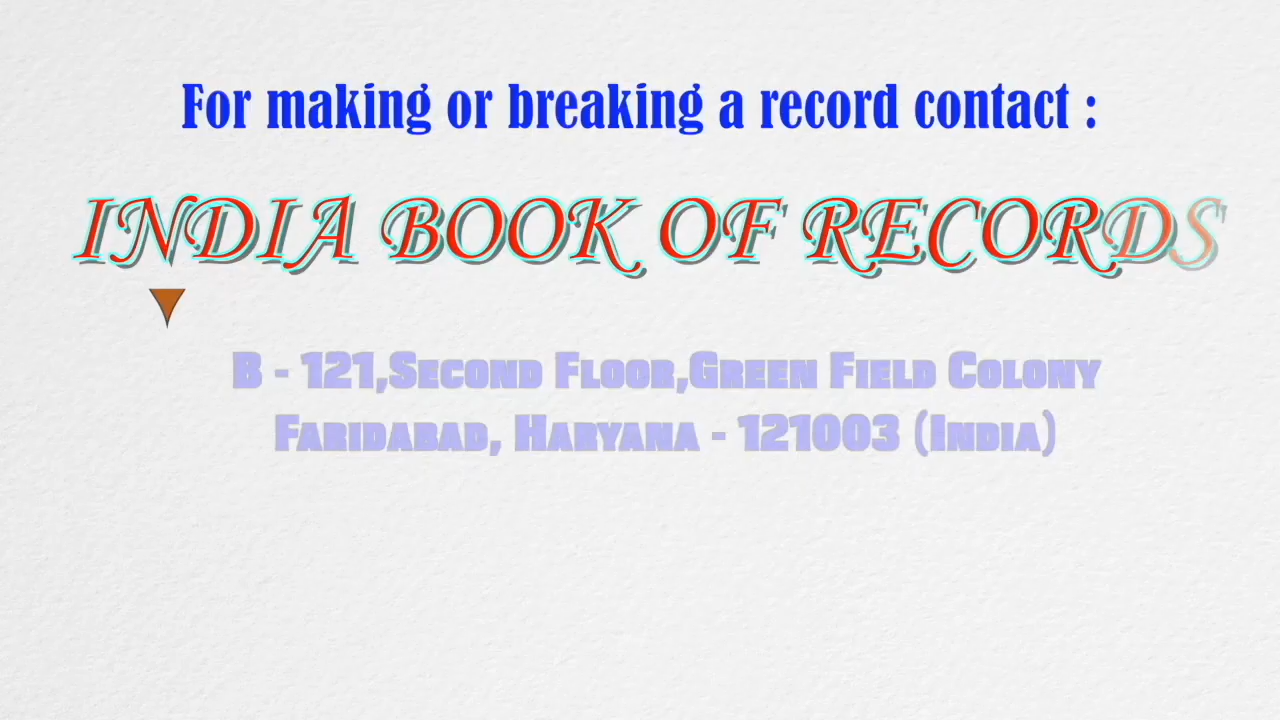 For making or breaking a record contact :
INDIA BOOK OF RECORDS
B - 121,Second Floor,Green Field Colony
Faridabad, Haryana - 121003 (India)